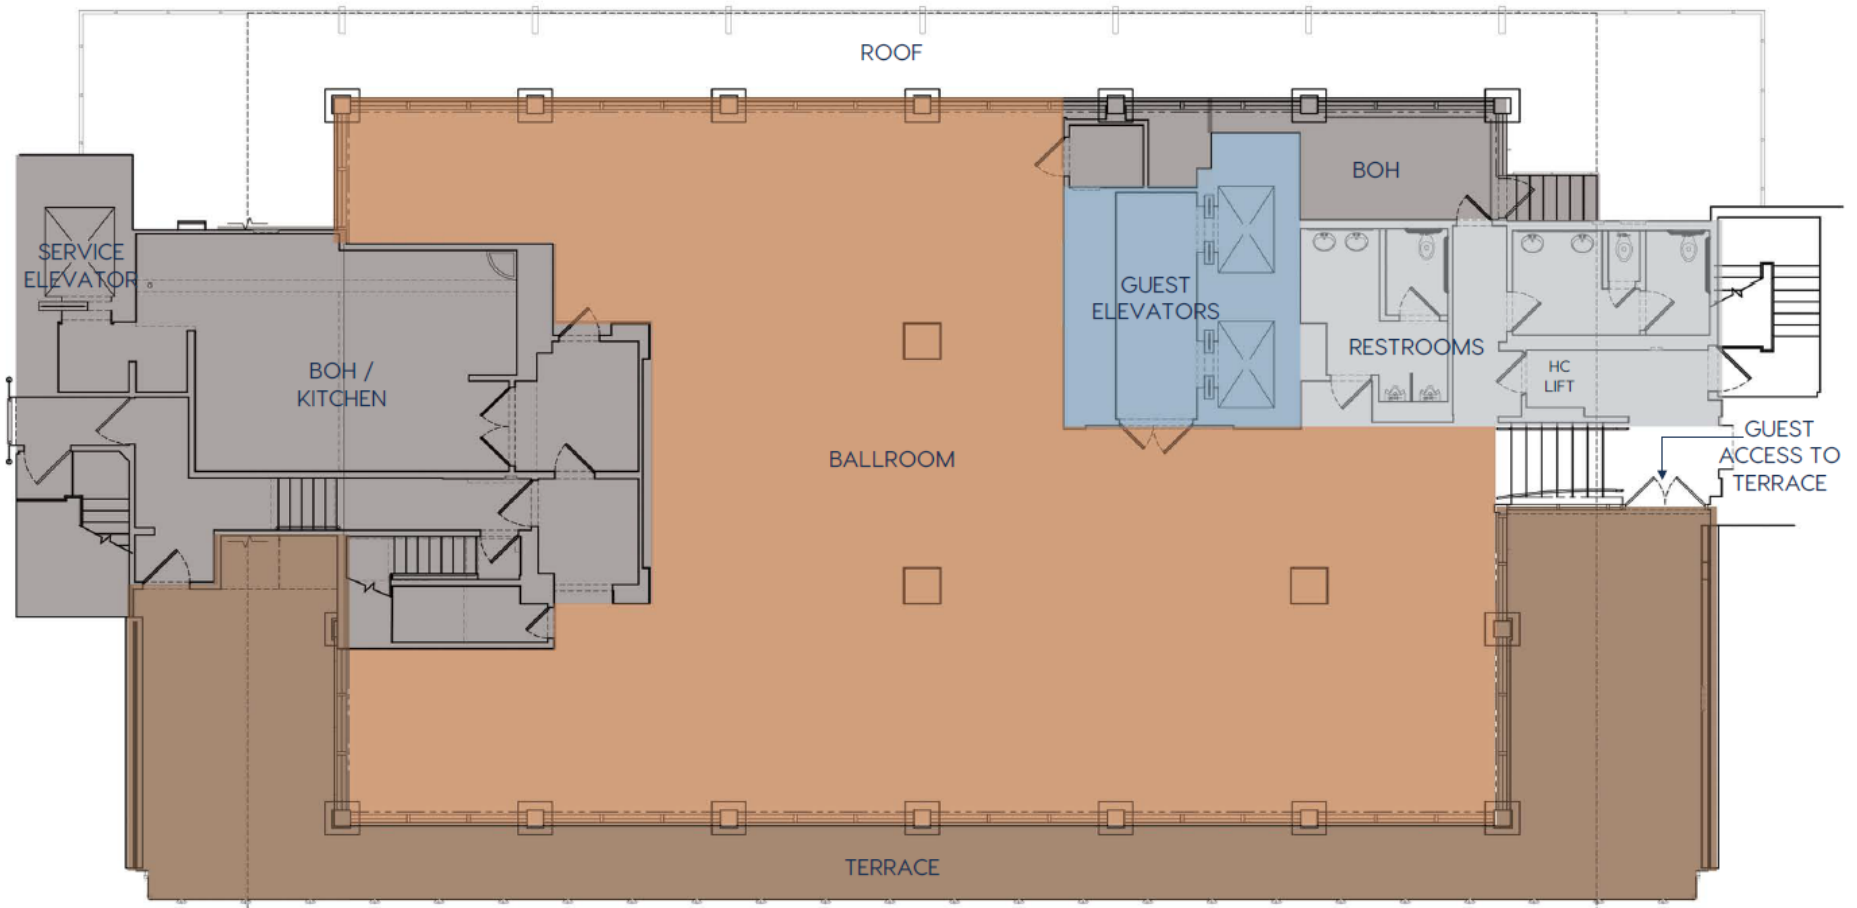 ROOF
BOH
SERVICE
ELEVATOR
GUEST
ELEVATORS
RESTROOMS
BOH /
KITCHEN
HC
LIFT
BALLROOM
GUEST
ACCESS TO
TERRACE
TERRACE